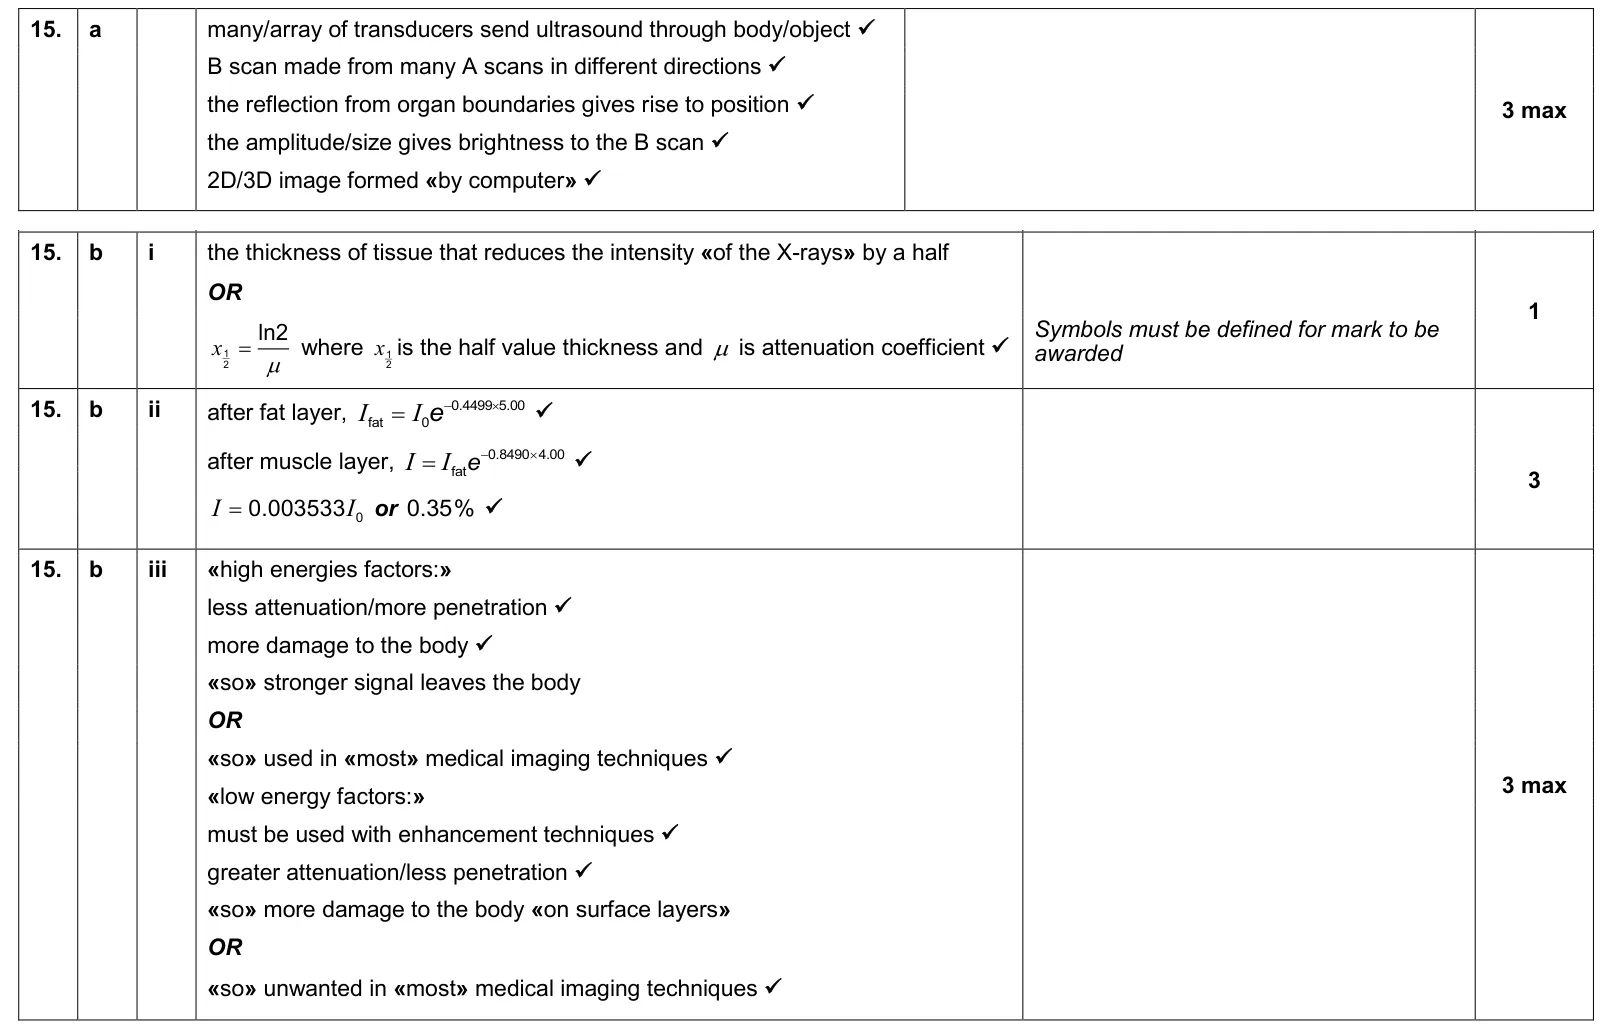 15. a many/array of transducers send ultrasound through body/object ✓
B scan made from many A scans in different directions ✓
the reflection from organ boundaries gives rise to position ✓
3 max
the amplitude/size gives brightness to the B scan ✓
2D/3D image formed «by computer» ✓
15. b i the thickness of tissue that reduces the intensity «of the X-rays» by a half
OR
x_{1/2} = ln2/μ where x_{1/2} is the half value thickness and μ is attenuation coefficient ✓
Symbols must be defined for mark to be
awarded
1
15. b ii after fat layer, I_fat = I_0 e^{−0.4499×5.00} ✓
after muscle layer, I = I_fat e^{−0.8490×4.00} ✓
I = 0.003533I_0 or 0.35% ✓
3
15. b iii «high energies factors:»
less attenuation/more penetration ✓
more damage to the body ✓
«so» stronger signal leaves the body
OR
«so» used in «most» medical imaging techniques ✓
3 max
«low energy factors:»
must be used with enhancement techniques ✓
greater attenuation/less penetration ✓
«so» more damage to the body «on surface layers»
OR
«so» unwanted in «most» medical imaging techniques ✓